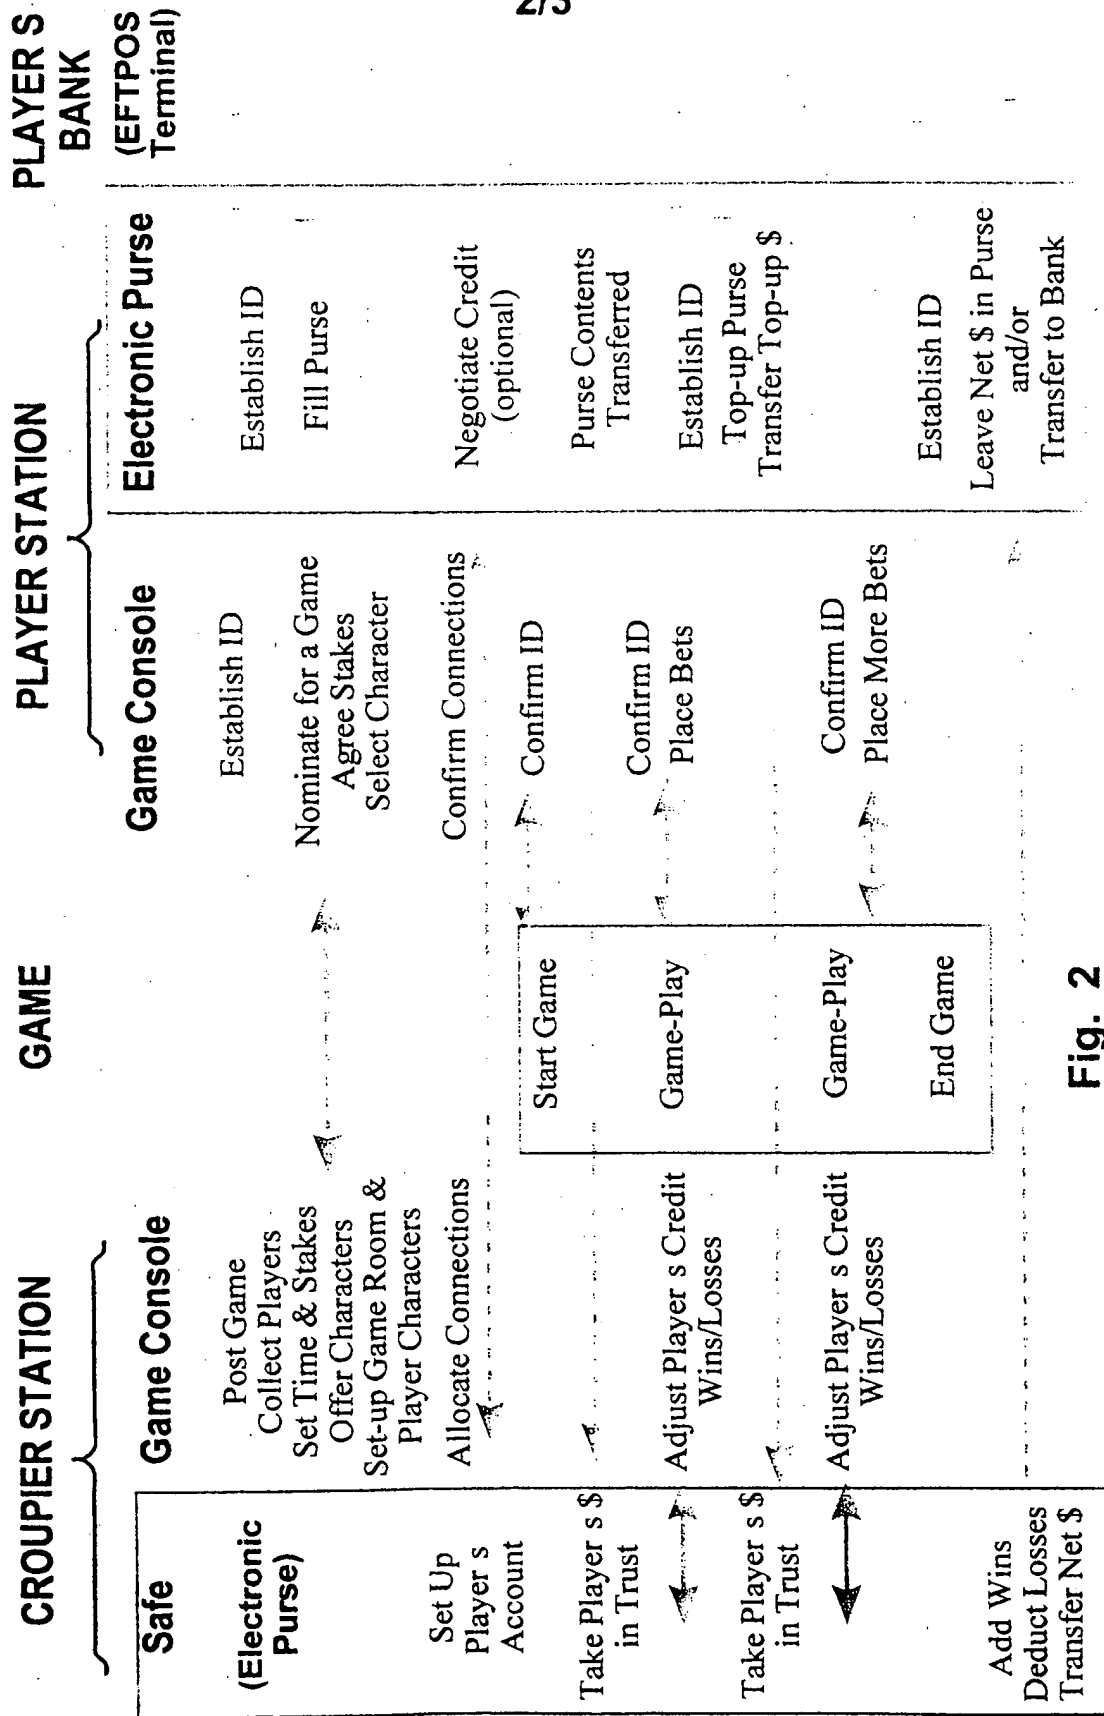 2/3
CROUPIER STATION
GAME
PLAYER STATION
PLAYER S
BANK
Safe
Game Console
Game Console
Electronic Purse
(EFTPOS
Terminal)
(Electronic
Purse)
Post Game
Collect Players
Set Time & Stakes
Offer Characters
Set-up Game Room &
Player Characters
Establish ID
Nominate for a Game
Agree Stakes
Select Character
Establish ID
Fill Purse
Set Up
Player s
Account
Allocate Connections
Confirm Connections
Negotiate Credit
(optional)
Take Player s $
in Trust
Start Game
Confirm ID
Purse Contents
Transferred
Adjust Player s Credit
Wins/Losses
Game-Play
Confirm ID
Place Bets
Establish ID
Top-up Purse
Transfer Top-up $
Take Player s $
in Trust
Adjust Player s Credit
Wins/Losses
Game-Play
Confirm ID
Place More Bets
End Game
Establish ID
Leave Net $ in Purse
and/or
Transfer to Bank
Add Wins
Deduct Losses
Transfer Net $
Fig. 2